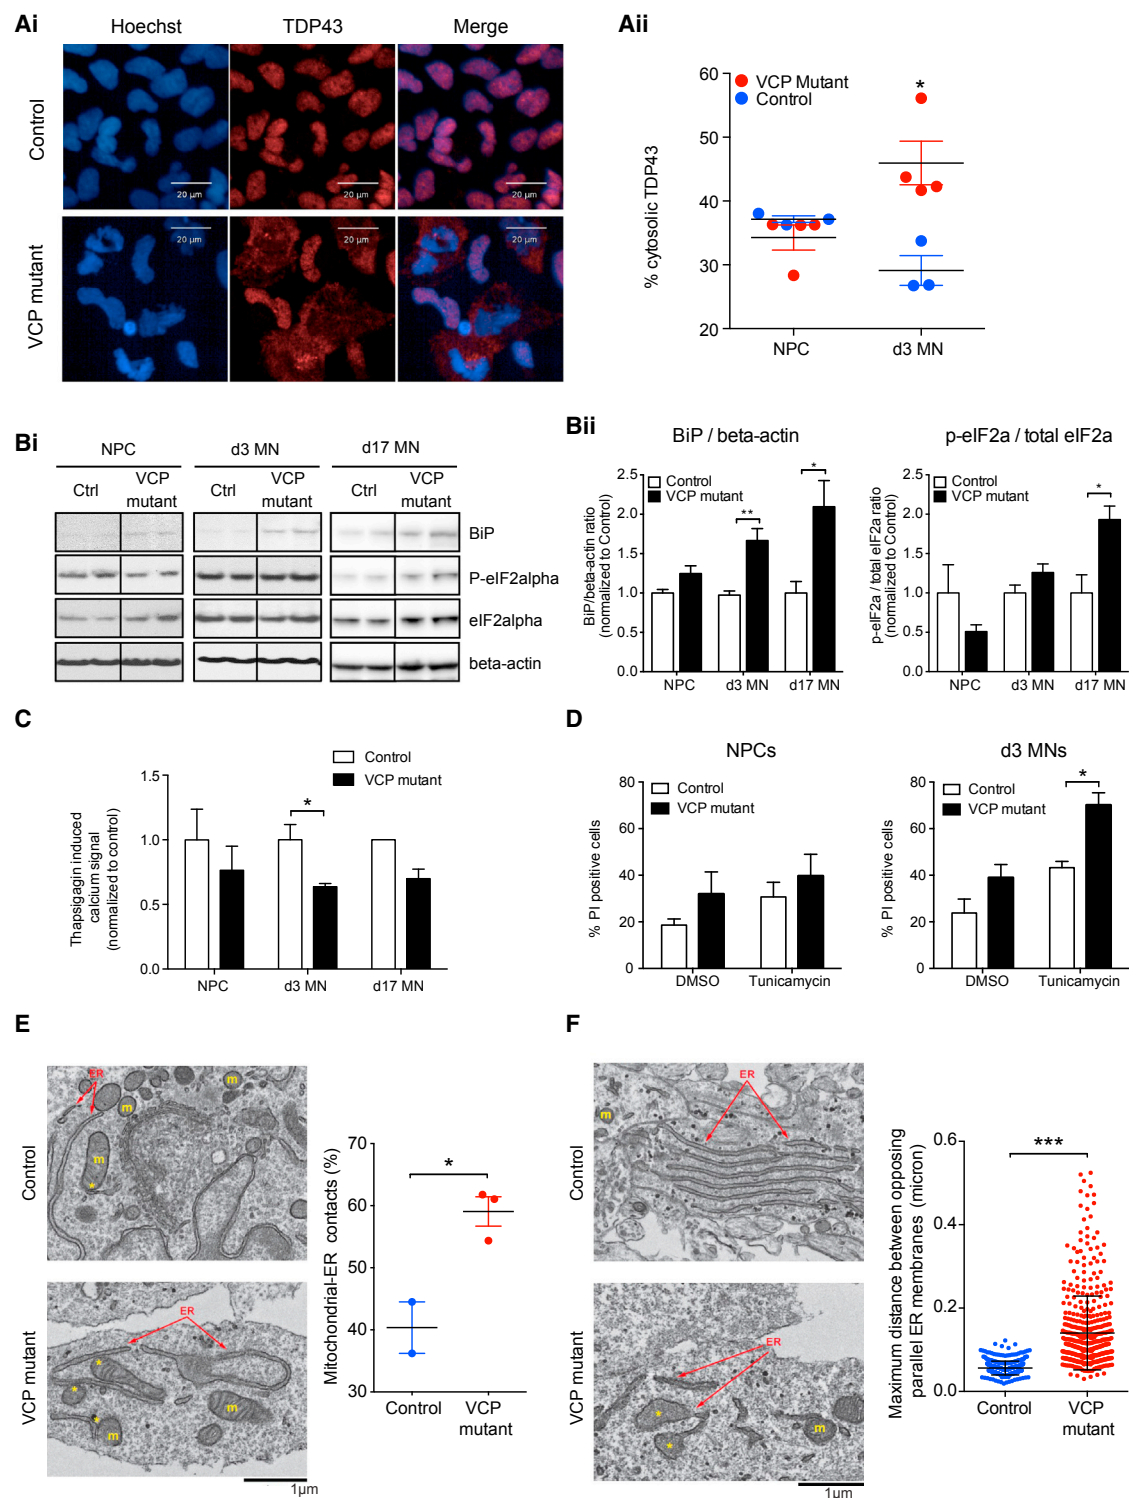 Ai
Hoechst TDP43 Merge
Control
20 µm 20 µm 20 µm
VCP mutant
20 µm 20 µm 20 µm
Aii
VCP Mutant
Control
*
60
50
40
30
20
% cytosolic TDP43
NPC d3 MN
Bi
NPC d3 MN d17 MN
Ctrl VCP mutant Ctrl VCP mutant Ctrl VCP mutant
BiP
P-eIF2alpha
eIF2alpha
beta-actin
Bii
BiP / beta-actin
Control
VCP mutant
** *
2.5
2.0
1.5
1.0
0.5
0.0
BiP/beta-actin ratio
(normalized to Control)
NPC d3 MN d17 MN
p-eIF2a / total eIF2a
Control
VCP mutant
*
2.5
2.0
1.5
1.0
0.5
0.0
p-eIF2a / total eIF2a ratio
(normalized to Control)
NPC d3 MN d17 MN
C
Control
VCP mutant
*
1.5
1.0
0.5
0.0
Thapsigagin induced
calcium signal
(normalized to control)
NPC d3 MN d17 MN
D
NPCs
Control
VCP mutant
80
60
40
20
0
% PI positive cells
DMSO Tunicamycin
d3 MNs
Control
VCP mutant
*
80
60
40
20
0
% PI positive cells
DMSO Tunicamycin
E
Control
ER
m
m
m
*
VCP mutant
ER
*
*
*
m
m
1µm
70
60
50
40
30
*
Mitochondrial-ER contacts (%)
Control VCP
mutant
F
Control
ER
m
VCP mutant
ER
*
*
m
1µm
0.6
0.4
0.2
0.0
***
Maximum distance between opposing
parallel ER membranes (micron)
Control VCP
mutant